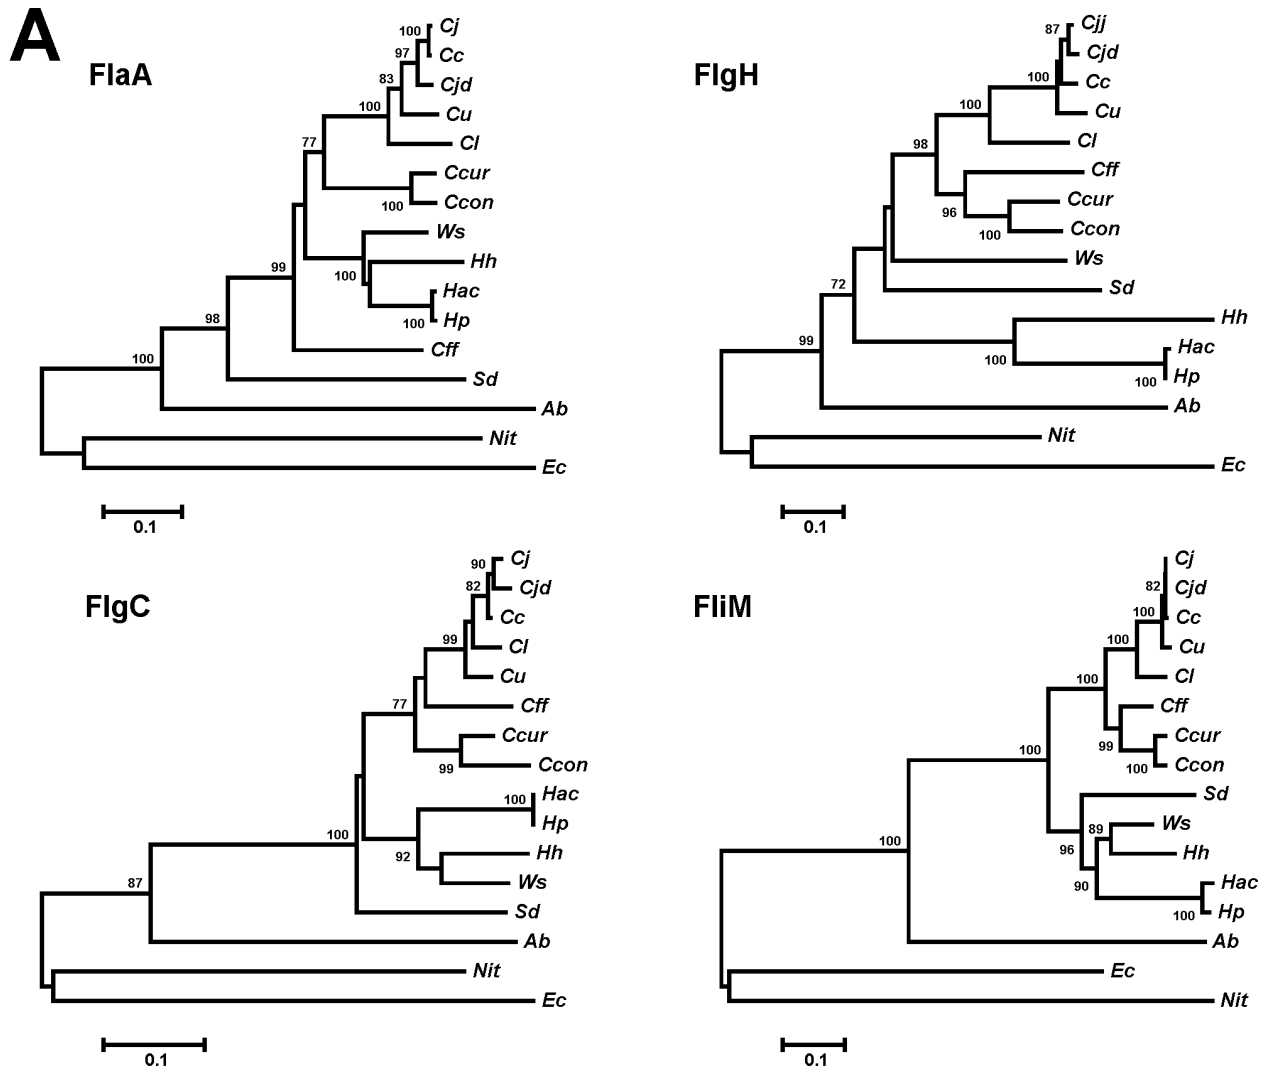 A
FlaA
Cj
100
Cc
97
Cjd
83
Cu
100
Cl
77
Ccur
Ccon
100
Ws
Hh
99
100
Hac
Hp
100
98
Cff
100
Sd
Ab
Nit
Ec
0.1
FlgH
Cjj
87
Cjd
100
Cc
100
Cu
Cl
98
Cff
Ccur
96
Ccon
100
Ws
72
Sd
Hh
99
Hac
100
Hp
100
Ab
Nit
Ec
0.1
FlgC
Cj
90
Cjd
82
Cc
99
Cl
Cu
77
Cff
Ccur
Ccon
99
Hac
100
Hp
100
Hh
92
Ws
87
Sd
Ab
Nit
Ec
0.1
FliM
Cj
82
Cjd
100
Cc
100
Cu
100
Cl
Cff
Ccur
99
Ccon
100
100
Sd
Ws
89
96
Hh
100
90
Hac
Hp
100
Ab
Ec
Nit
0.1